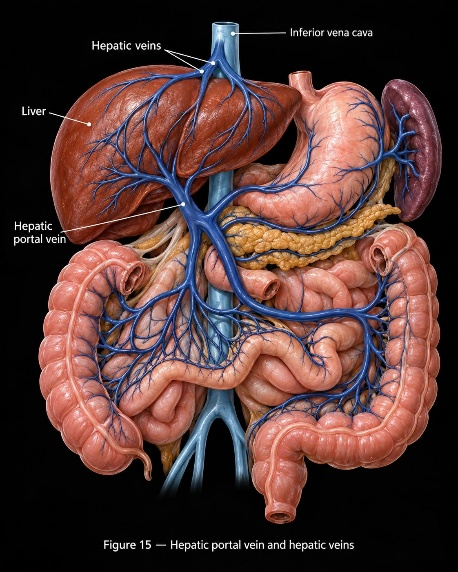 Inferior vena cava
Hepatic veins
Liver
Hepatic
portal vein
Figure 15 — Hepatic portal vein and hepatic veins